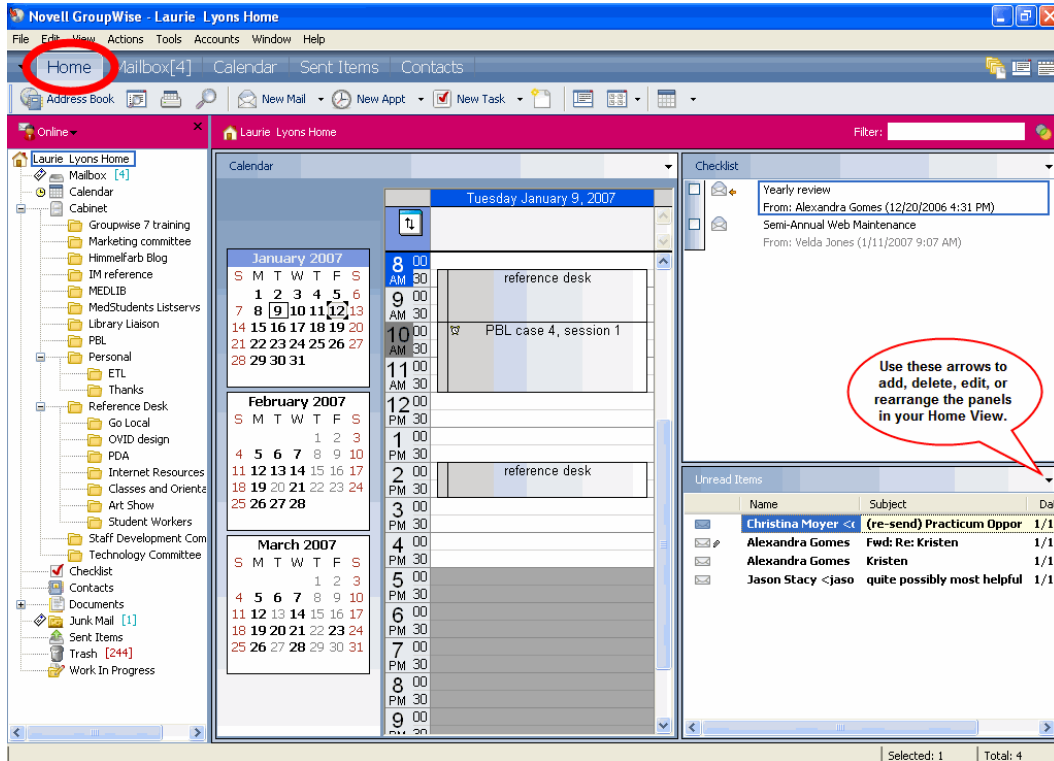 Novell GroupWise - Laurie Lyons Home
File Edit View Actions Tools Accounts Window Help
Home Mailbox[4] Calendar Sent Items Contacts
Address Book New Mail New Appt New Task
Online
Laurie Lyons Home
Filter:
Laurie Lyons Home
Mailbox [4]
Calendar
Cabinet
Groupwise 7 training
Marketing committee
Himmelfarb Blog
IM reference
MEDLIB
MedStudents Listservs
Library Liaison
PBL
Personal
ETL
Thanks
Reference Desk
Go Local
OVID design
PDA
Internet Resources
Classes and Orienta
Art Show
Student Workers
Staff Development Com
Technology Committee
Checklist
Contacts
Documents
Junk Mail [1]
Sent Items
Trash [244]
Work In Progress
Calendar
January 2007
S M T W T F S
1 2 3 4 5 6
7 8 9 10 11 12 13
14 15 16 17 18 19 20
21 22 23 24 25 26 27
28 29 30 31
February 2007
S M T W T F S
1 2 3
4 5 6 7 8 9 10
11 12 13 14 15 16 17
18 19 20 21 22 23 24
25 26 27 28
March 2007
S M T W T F S
1 2 3
4 5 6 7 8 9 10
11 12 13 14 15 16 17
18 19 20 21 22 23 24
25 26 27 28 29 30 31
Tuesday January 9, 2007
8 00
AM 30
reference desk
9 00
AM 30
10 00
PBL case 4, session 1
AM 30
11 00
AM 30
12 00
PM 30
1 00
PM 30
2 00
reference desk
PM 30
3 00
PM 30
4 00
PM 30
5 00
PM 30
6 00
PM 30
7 00
PM 30
8 00
PM 30
9 00
PM 30
Checklist
Yearly review
From: Alexandra Gomes (12/20/2006 4:31 PM)
Semi-Annual Web Maintenance
From: Velda Jones (1/11/2007 9:07 AM)
Use these arrows to
add, delete, edit, or
rearrange the panels
in your Home View.
Unread Items
Name Subject Da
Christina Moyer <c (re-send) Practicum Oppor 1/1
Alexandra Gomes Fwd: Re: Kristen 1/1
Alexandra Gomes Kristen 1/1
Jason Stacy <jaso quite possibly most helpful 1/1
Selected: 1 Total: 4